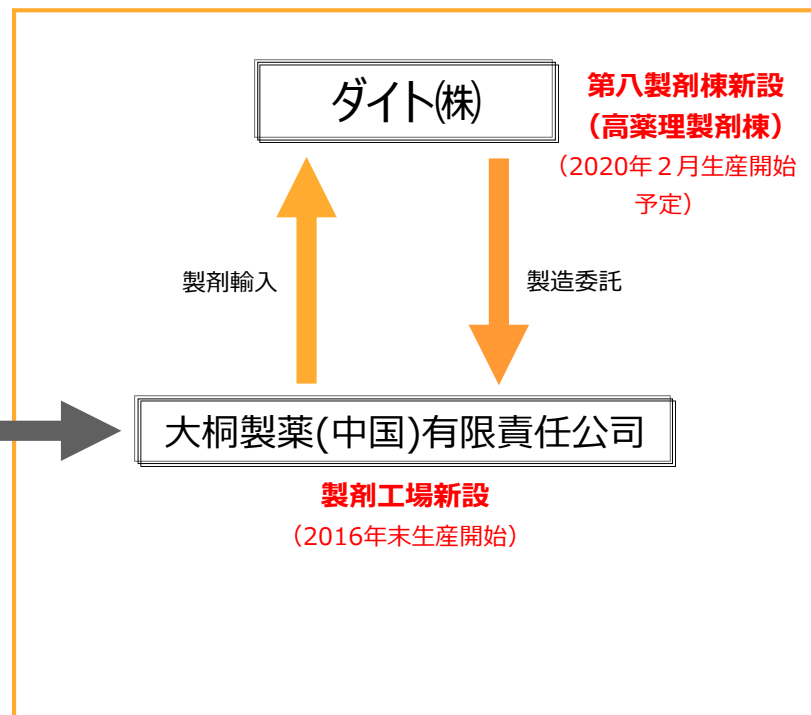 ダイト㈱
第八製剤棟新設
（高薬理製剤棟）
（2020年２月生産開始
予定）
製剤輸入
製造委託
大桐製薬(中国)有限責任公司
製剤工場新設
（2016年末生産開始）